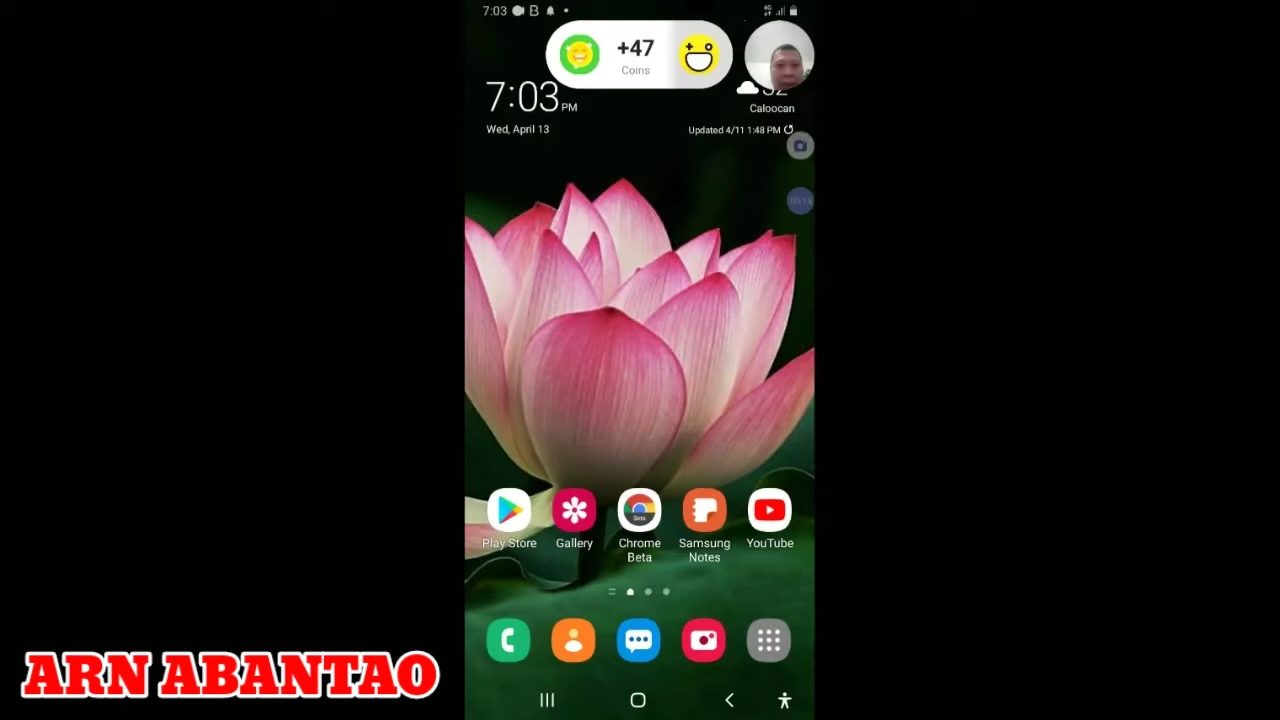 7:03
4G
+47
Coins
7:03 PM
Caloocan
Wed, April 13
Updated 4/11 1:48 PM
Play Store
Gallery
Chrome Beta
Samsung Notes
YouTube
ARN ABANTAO